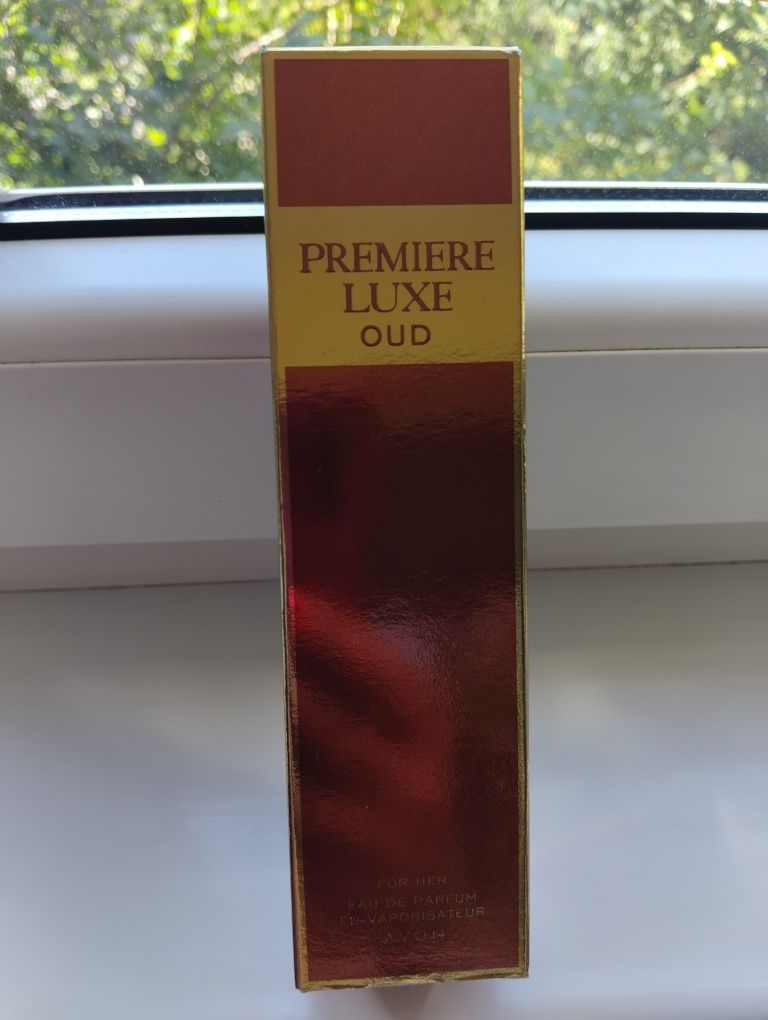 PREMIERE
LUXE
OUD
FOR HER
EAU DE PARFUM
EN VAPORISATEUR
AVON